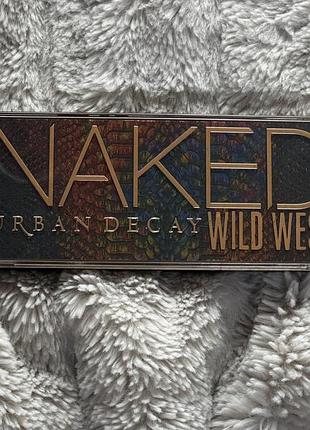 NAKED
URBAN DECAY WILD WES